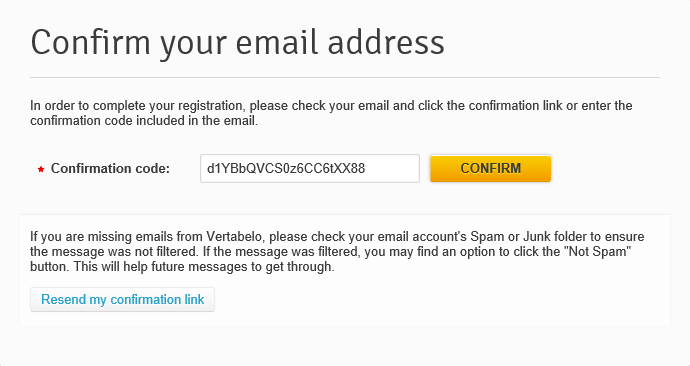 Confirm your email address
In order to complete your registration, please check your email and click the confirmation link or enter the
confirmation code included in the email.
* Confirmation code: d1YBbQVCS0z6CC6tXX88 CONFIRM
If you are missing emails from Vertabelo, please check your email account's Spam or Junk folder to ensure
the message was not filtered. If the message was filtered, you may find an option to click the "Not Spam"
button. This will help future messages to get through.
Resend my confirmation link